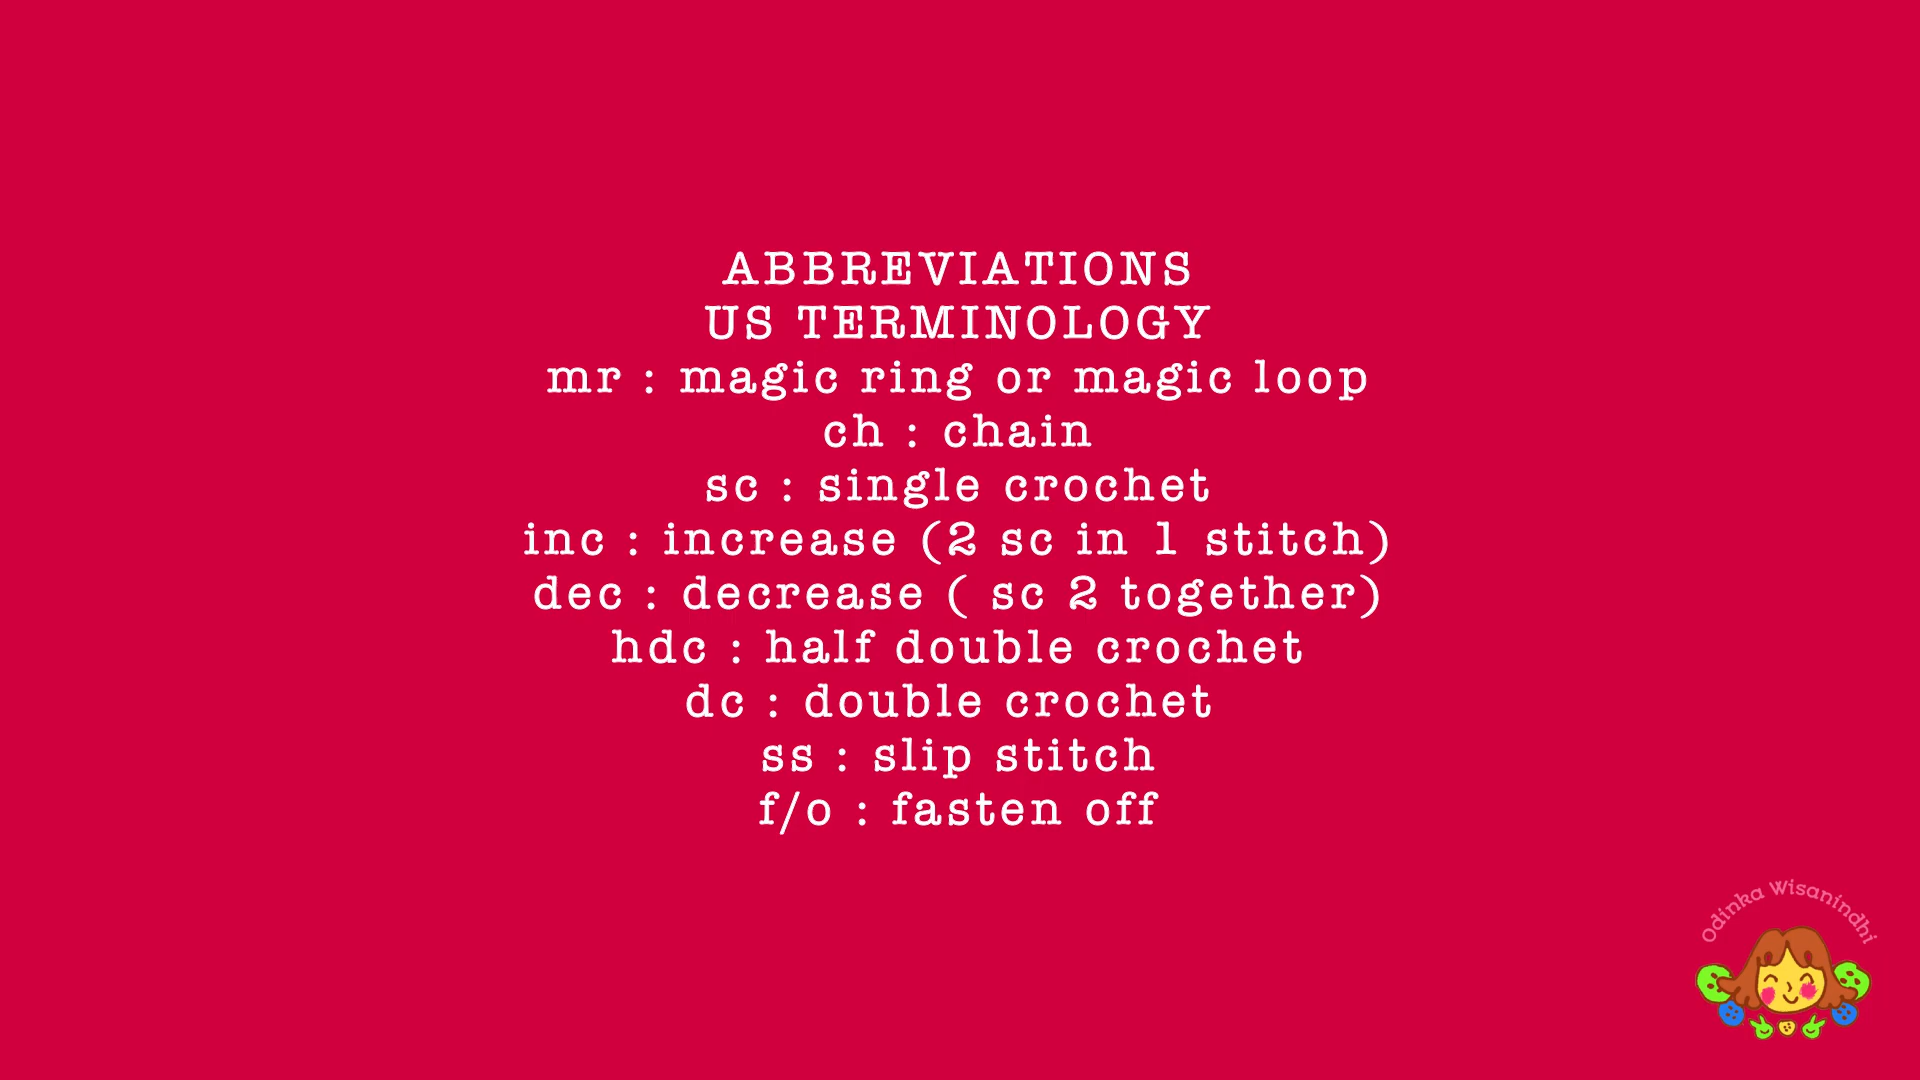 ABBREVIATIONS
US TERMINOLOGY
mr : magic ring or magic loop
ch : chain
sc : single crochet
inc : increase (2 sc in 1 stitch)
dec : decrease ( sc 2 together)
hdc : half double crochet
dc : double crochet
ss : slip stitch
f/o : fasten off
Odinka Wisanindhi